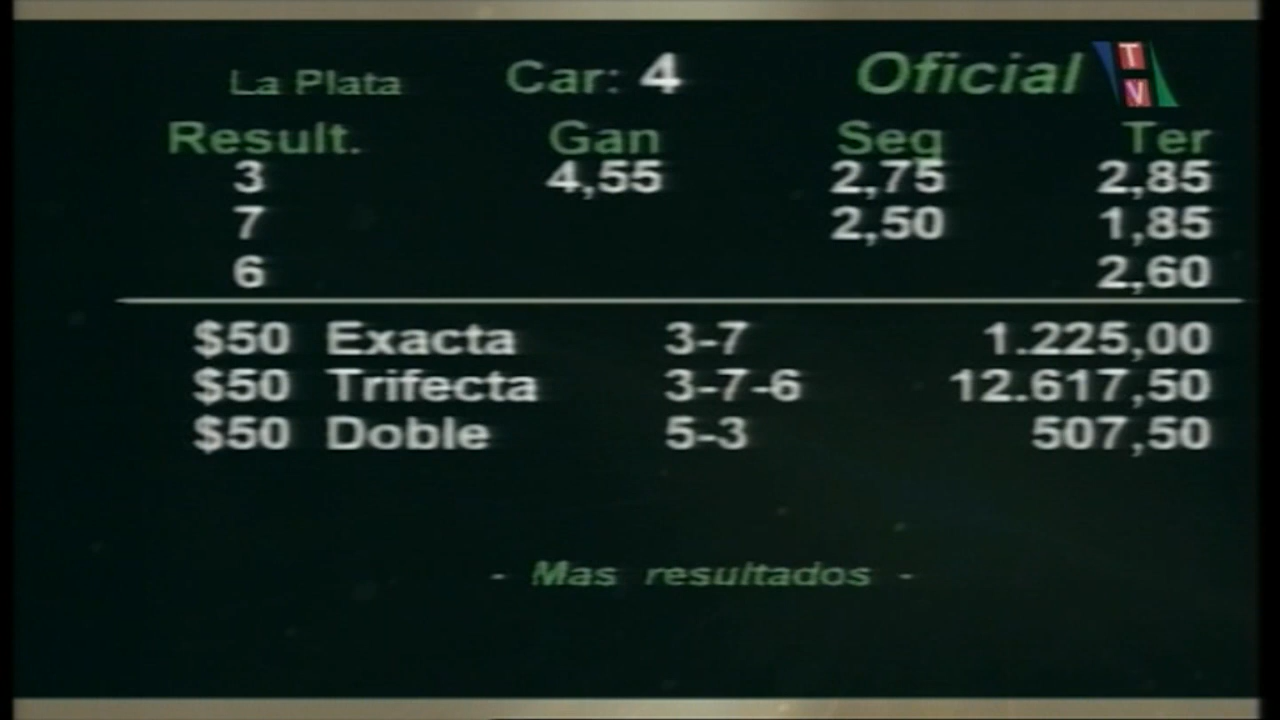 La Plata Car: 4 Oficial T V
Result. Gan Seg Ter
3 4,55 2,75 2,85
7 2,50 1,85
6 2,60
$50 Exacta 3-7 1.225,00
$50 Trifecta 3-7-6 12.617,50
$50 Doble 5-3 507,50
- Mas resultados -